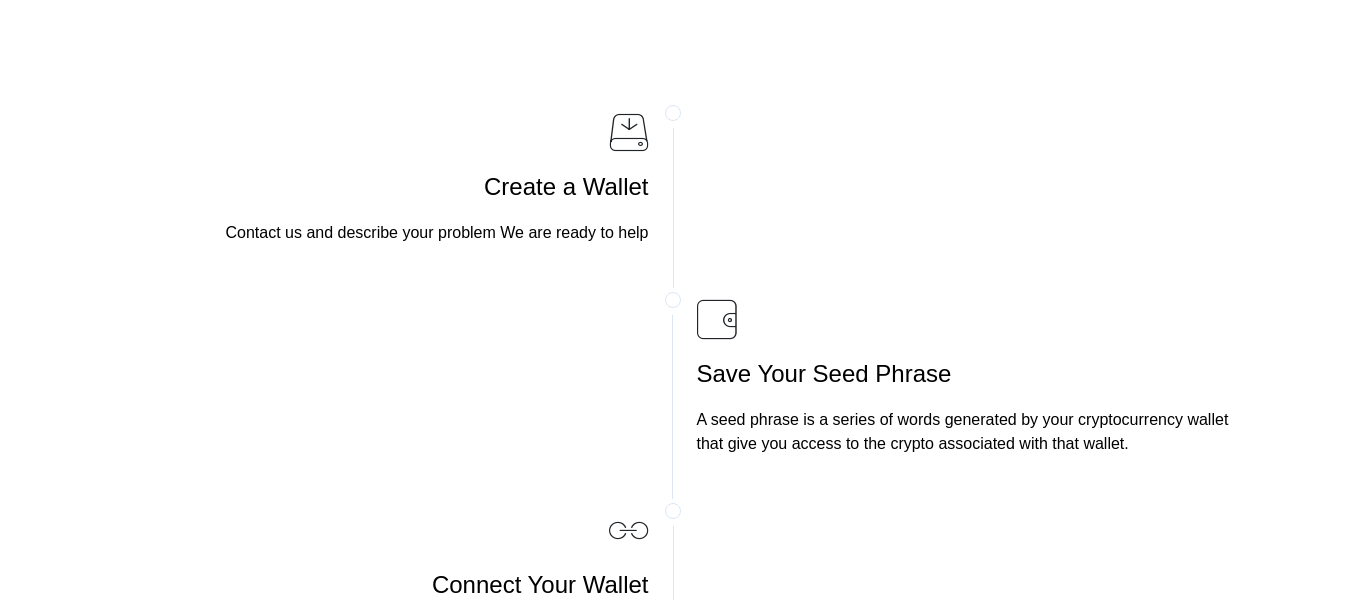 Create a Wallet
Contact us and describe your problem We are ready to help
Save Your Seed Phrase
A seed phrase is a series of words generated by your cryptocurrency wallet
that give you access to the crypto associated with that wallet.
Connect Your Wallet